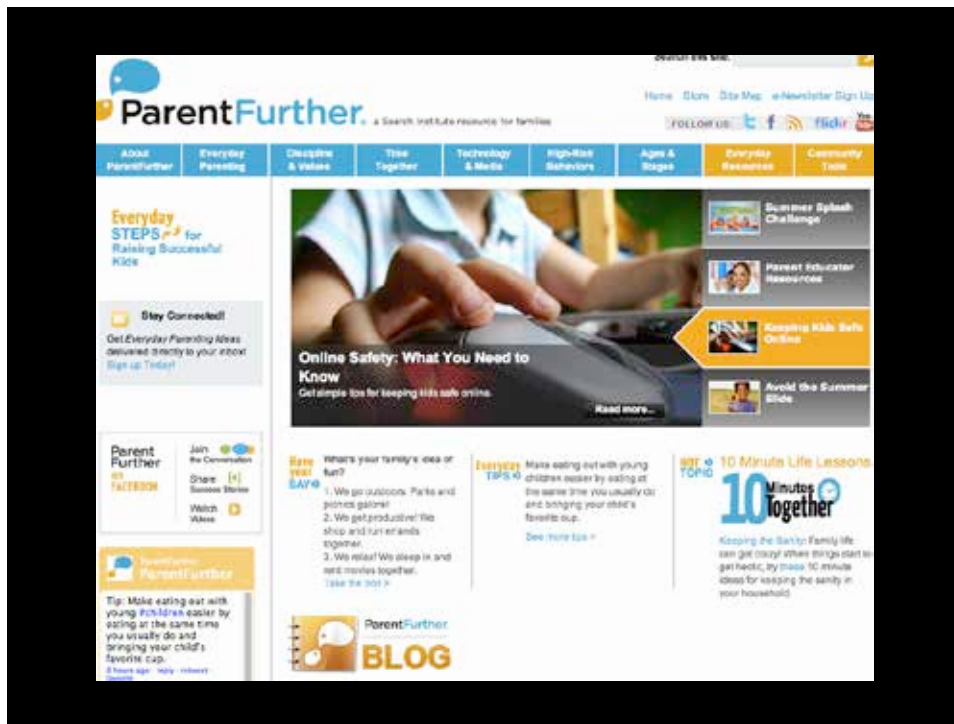 Search this site:
ParentFurther. a Search Institute resource for families
Home Store Site Map e-Newsletter Sign Up
FOLLOW US: t f flickr You
About ParentFurther
Everyday Parenting
Discipline & Values
Time Together
Technology & Media
High-Risk Behaviors
Ages & Stages
Everyday Resources
Community Tools
Everyday
STEPS for
Raising Successful
Kids
Stay Connected!
Get Everyday Parenting Ideas
delivered directly to your inbox!
Sign up Today!
Parent
Further
on
FACEBOOK
Join
the Conversation
Share
Success Stories
Watch
Videos
ParentFurther
ParentFurther
Tip: Make eating out with
young #children easier by
eating at the same time
you usually do and
bringing your child's
favorite cup.
reply · retweet ·
favorite
Online Safety: What You Need to
Know
Get simple tips for keeping kids safe online.
Read more...
Summer Splash
Challenge
Parent Educator
Resources
Keeping Kids Safe
Online
Avoid the Summer
Slide
Have
your
SAY
What's your family's idea of
fun?
1. We go outdoors. Parks and
picnics galore!
2. We get productive! We
shop and run errands
together.
3. We relax! We sleep in and
rent movies together.
Take the poll >
Everyday
TIPS
Make eating out with young
children easier by eating at
the same time you usually do
and bringing your child's
favorite cup.
See more tips >
HOT
TOPIC
10 Minute Life Lessons
10 Minutes
Together
Keeping the Sanity: Family life
can get crazy! When things start to
get hectic, try these 10 minute
ideas for keeping the sanity in
your household.
ParentFurther
BLOG